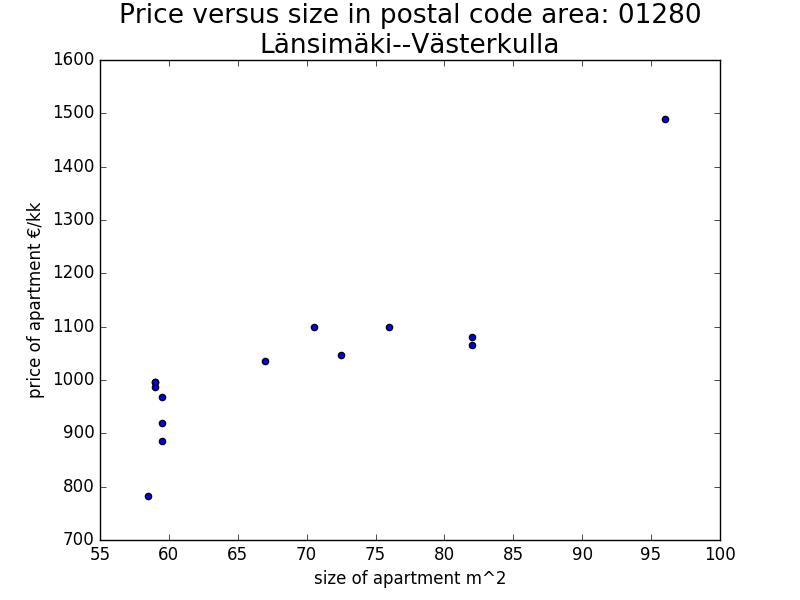 Price versus size in postal code area: 01280
Länsimäki--Västerkulla
1600
1500
1400
1300
1200
1100
1000
900
800
700
price of apartment €/kk
55 60 65 70 75 80 85 90 95 100
size of apartment m^2